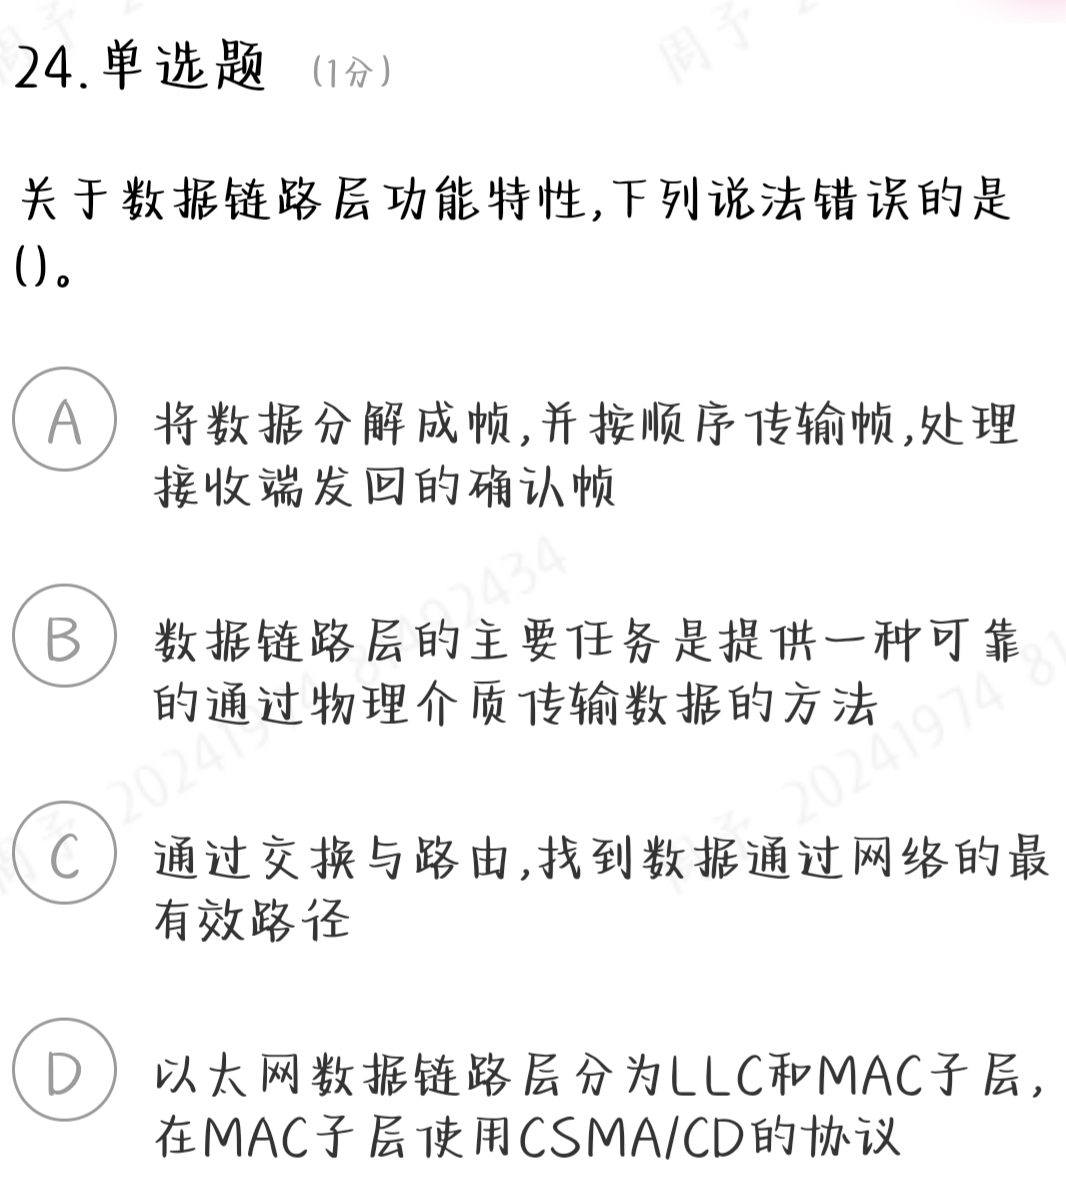 24.单选题 (1分)
关于数据链路层功能特性,下列说法错误的是
()。
A 将数据分解成帧,并按顺序传输帧,处理
接收端发回的确认帧
B 数据链路层的主要任务是提供一种可靠
的通过物理介质传输数据的方法
C 通过交换与路由,找到数据通过网络的最
有效路径
D 以太网数据链路层分为LLC和MAC子层,
在MAC子层使用CSMA/CD的协议